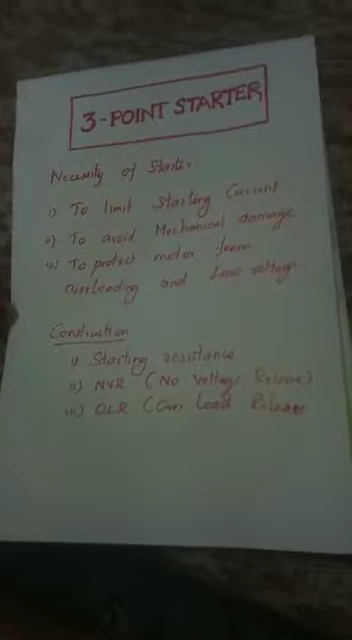 3-POINT STARTER
Necessity of Starter:
i) To limit Starting Current
ii) To avoid Mechanical damage
iii) To protect motor from
overloading and Low voltage
Construction
i) Starting resistance
ii) NVR (No Voltage Release)
iii) OLR (Over Load Release